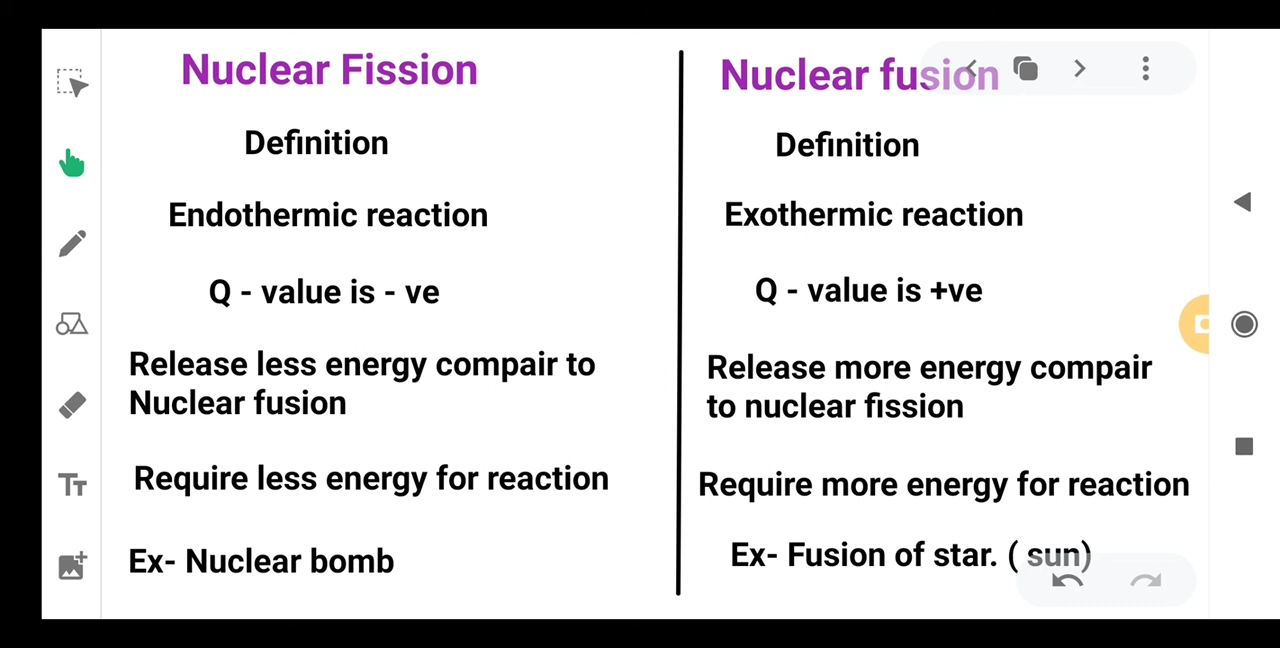 Nuclear Fission
Definition
Endothermic reaction
Q - value is - ve
Release less energy compair to
Nuclear fusion
Require less energy for reaction
Ex- Nuclear bomb
Nuclear fusion
Definition
Exothermic reaction
Q - value is +ve
Release more energy compair
to nuclear fission
Require more energy for reaction
Ex- Fusion of star. ( sun)
TT